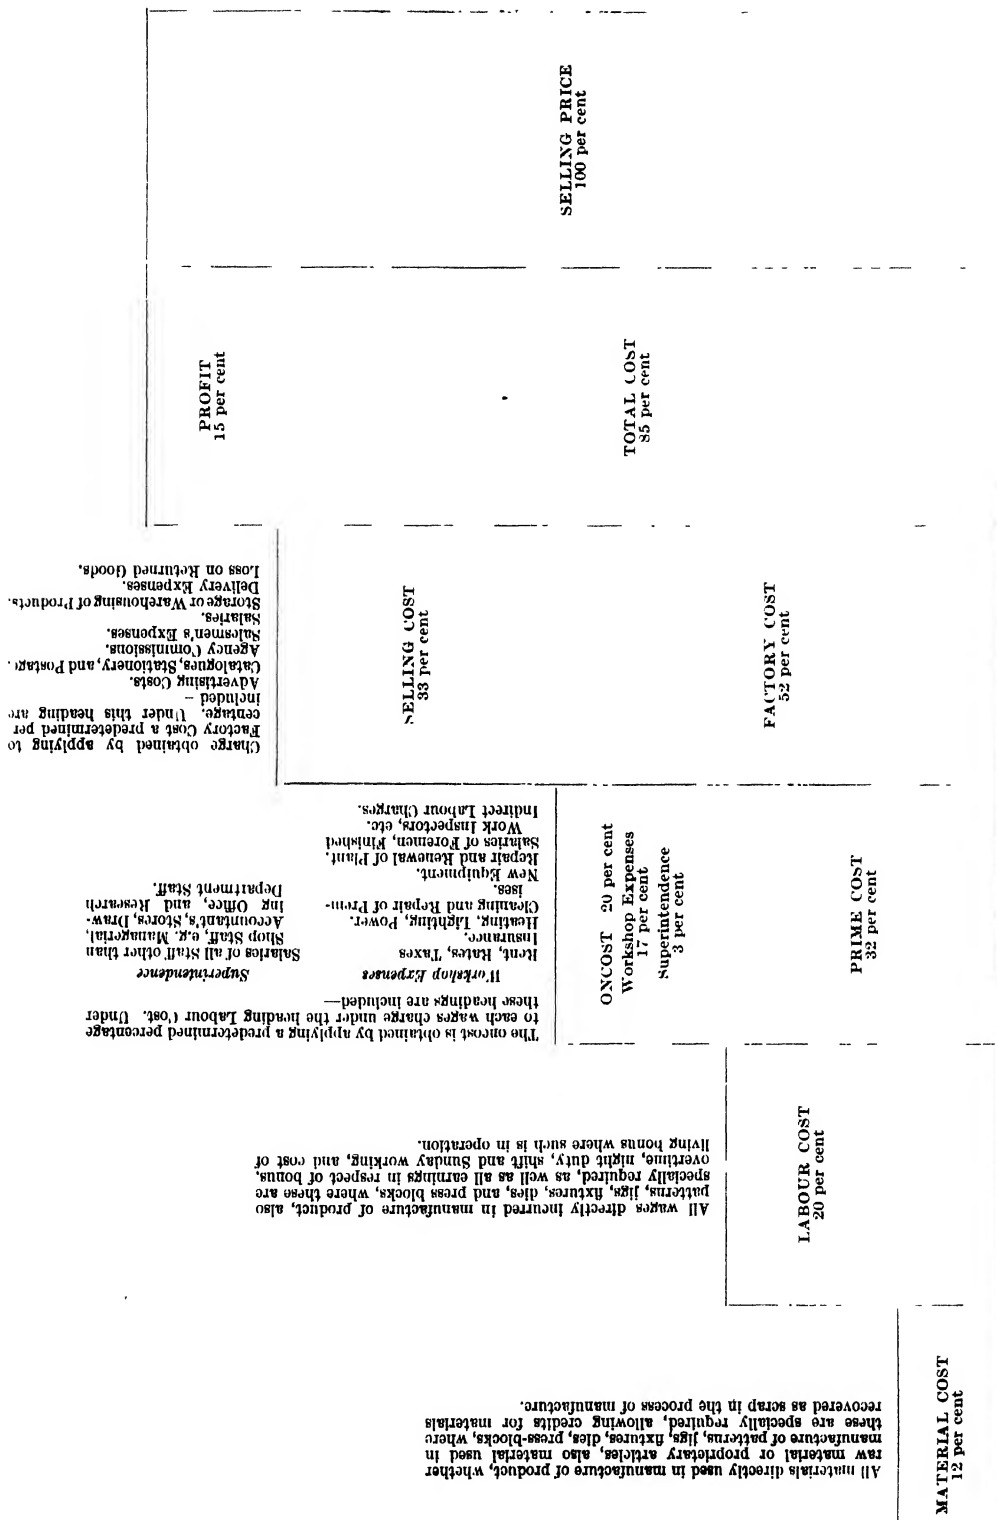 All materials directly used in manufacture of product, whether
raw material or proprietary articles, also material used in
manufacture of patterns, jigs, fixtures, dies, press-blocks, where
these are specially required, allowing credits for materials
recovered as scrap in the process of manufacture.
MATERIAL COST
12 per cent
All wages directly incurred in manufacture of product, also
patterns, jigs, fixtures, dies, and press blocks, where these are
specially required, as well as all earnings in respect of bonus,
overtime, night duty, shift and Sunday working, and cost of
living bonus where such is in operation.
LABOUR COST
20 per cent
The oncost is obtained by applying a predetermined percentage
to each wages charge under the heading Labour Cost. Under
these headings are included—
Workshop Expenses
Rent, Rates, Taxes
Insurance.
Heating, Lighting, Power.
Cleaning and Repair of Prem-
ises.
New Equipment.
Repair and Renewal of Plant.
Salaries of Foremen, Finished
Work Inspectors, etc.
Indirect Labour Charges.
Superintendence
Salaries of all Staff other than
Shop Staff, e.g. Managerial,
Accountant's, Stores, Draw-
ing Office, and Research
Department Staff.
ONCOST 20 per cent
Workshop Expenses
17 per cent
Superintendence
3 per cent
PRIME COST
32 per cent
Charge obtained by applying to
Factory Cost a predetermined per
centage. Under this heading are
included –
Advertising Costs.
Catalogues, Stationery, and Postage.
Agency Commissions.
Salesmen's Expenses.
Salaries.
Storage or Warehousing of Products.
Delivery Expenses.
Loss on Returned Goods.
SELLING COST
33 per cent
FACTORY COST
52 per cent
PROFIT
15 per cent
TOTAL COST
85 per cent
SELLING PRICE
100 per cent